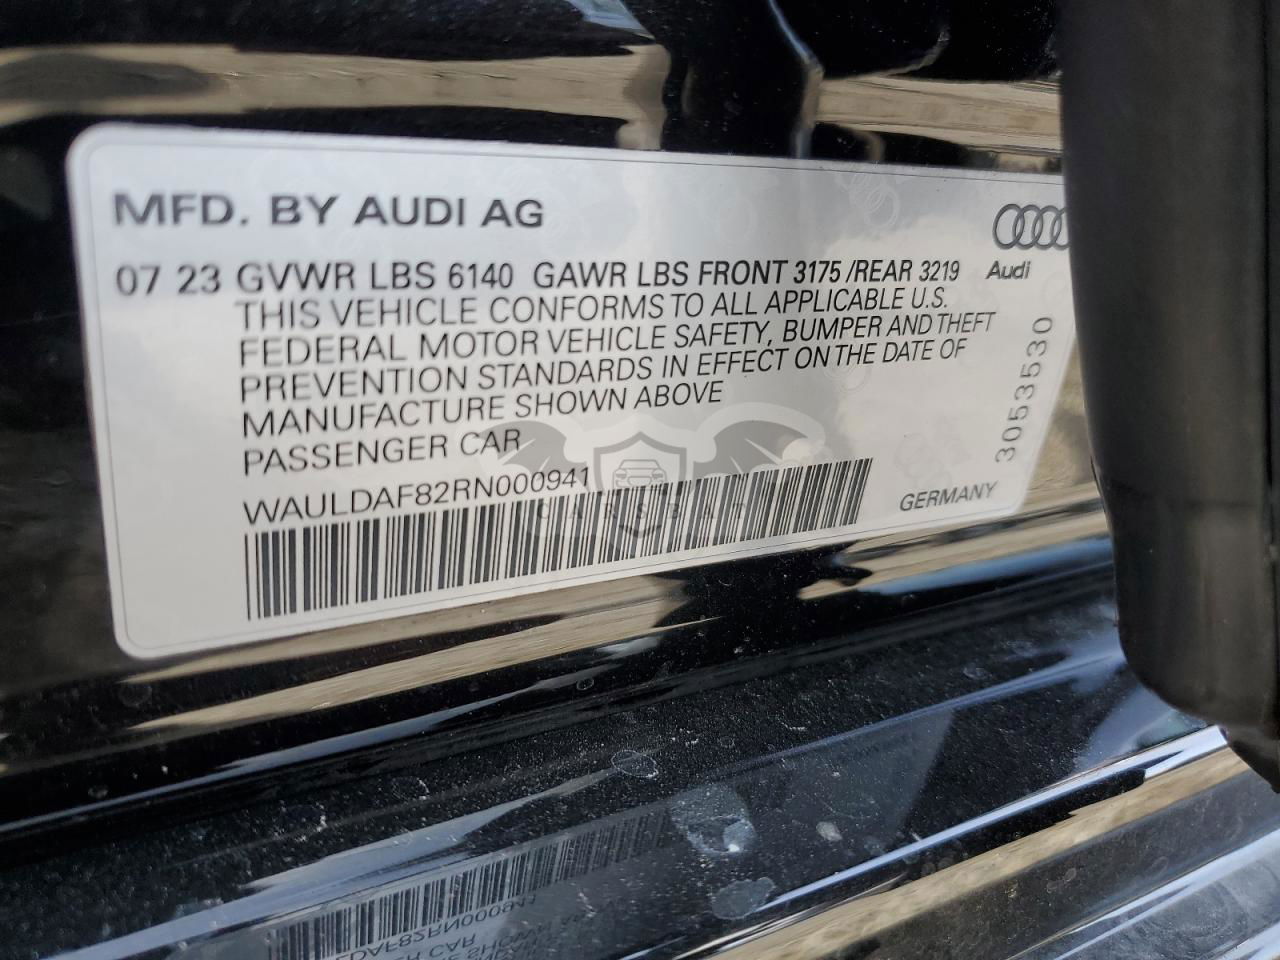 MFD. BY AUDI AG
07 23 GVWR LBS 6140 GAWR LBS FRONT 3175 /REAR 3219
Audi
THIS VEHICLE CONFORMS TO ALL APPLICABLE U.S.
FEDERAL MOTOR VEHICLE SAFETY, BUMPER AND THEFT
PREVENTION STANDARDS IN EFFECT ON THE DATE OF
MANUFACTURE SHOWN ABOVE
PASSENGER CAR
WAULDAF82RN000941
GERMANY
3053530
CARSBAT